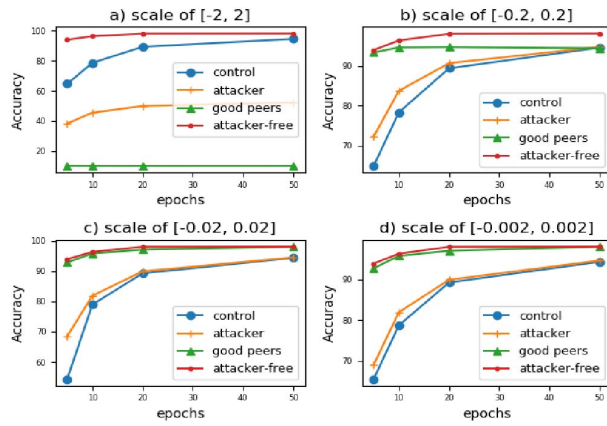 a) scale of [-2, 2]
Accuracy
100
80
60
40
20
control
attacker
good peers
attacker-free
10
20
30
40
50
epochs
b) scale of [-0.2, 0.2]
Accuracy
90
80
70
control
attacker
good peers
attacker-free
10
20
30
40
50
epochs
c) scale of [-0.02, 0.02]
Accuracy
100
90
80
70
60
control
attacker
good peers
attacker-free
10
20
30
40
50
epochs
d) scale of [-0.002, 0.002]
Accuracy
90
80
70
control
attacker
good peers
attacker-free
10
20
30
40
50
epochs